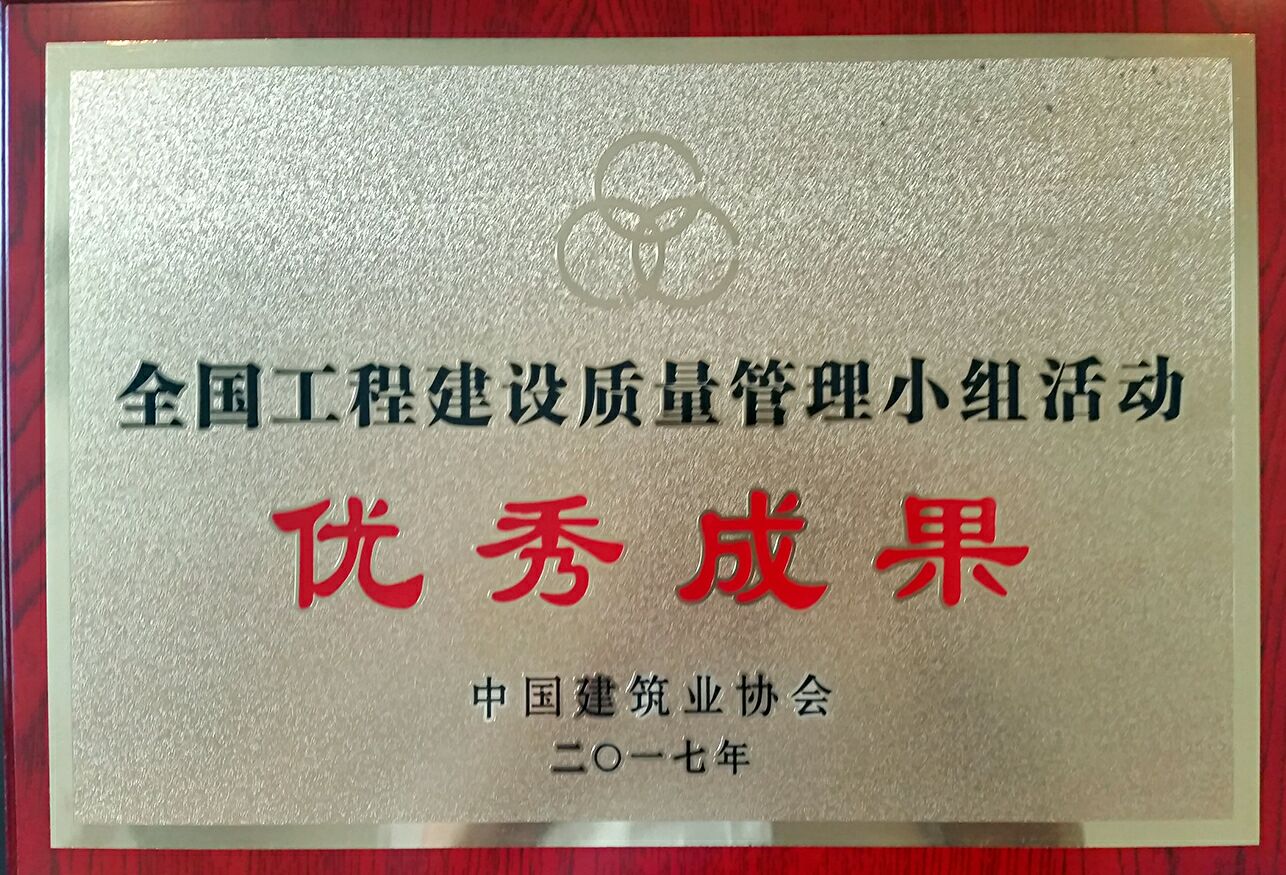 全国工程建设质量管理小组活动
优秀成果
中国建筑业协会
二〇一七年